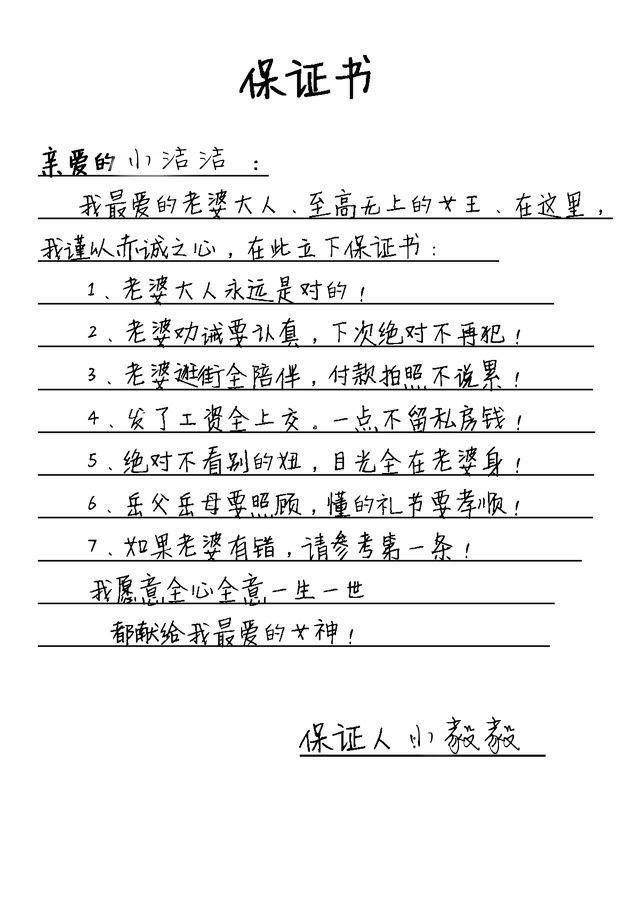 保证书
亲爱的小洁洁：
我最爱的老婆大人、至高无上的女王、在这里，
我谨以赤诚之心，在此立下保证书：
1、老婆大人永远是对的！
2、老婆劝诫要认真，下次绝对不再犯！
3、老婆逛街全陪伴，付款拍照不说累！
4、发了工资全上交。一点不留私房钱！
5、绝对不看别的妞，目光全在老婆身！
6、岳父岳母要照顾，懂的礼节要孝顺！
7、如果老婆有错，请参考第一条！
我愿意全心全意一生一世
都献给我最爱的女神！
保证人小毅毅